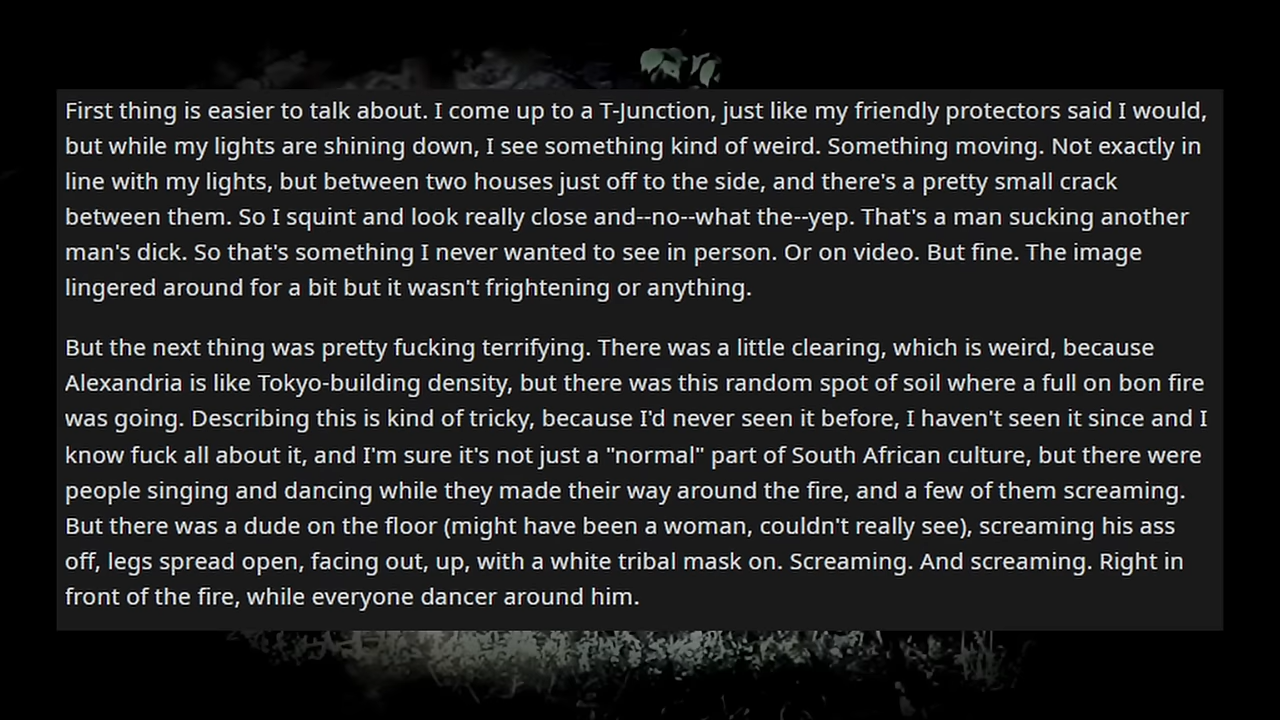 First thing is easier to talk about. I come up to a T-Junction, just like my friendly protectors said I would,
but while my lights are shining down, I see something kind of weird. Something moving. Not exactly in
line with my lights, but between two houses just off to the side, and there's a pretty small crack
between them. So I squint and look really close and--no--what the--yep. That's a man sucking another
man's dick. So that's something I never wanted to see in person. Or on video. But fine. The image
lingered around for a bit but it wasn't frightening or anything.
But the next thing was pretty fucking terrifying. There was a little clearing, which is weird, because
Alexandria is like Tokyo-building density, but there was this random spot of soil where a full on bon fire
was going. Describing this is kind of tricky, because I'd never seen it before, I haven't seen it since and I
know fuck all about it, and I'm sure it's not just a "normal" part of South African culture, but there were
people singing and dancing while they made their way around the fire, and a few of them screaming.
But there was a dude on the floor (might have been a woman, couldn't really see), screaming his ass
off, legs spread open, facing out, up, with a white tribal mask on. Screaming. And screaming. Right in
front of the fire, while everyone dancer around him.